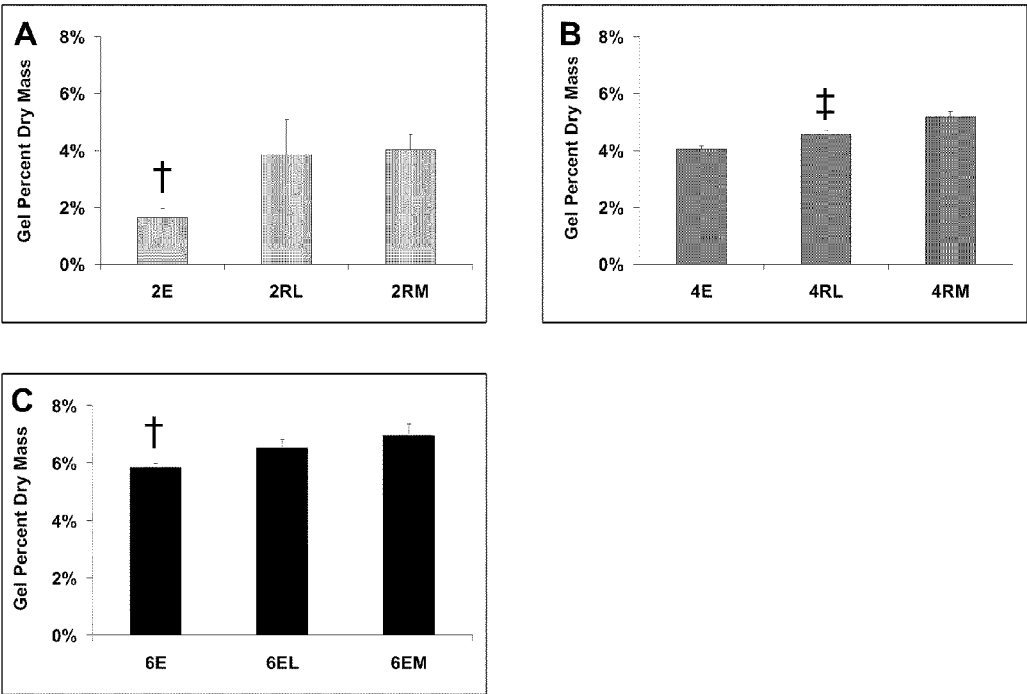 A
Gel Percent Dry Mass
8%
6%
4%
2%
0%
†
2E 2RL 2RM
B
Gel Percent Dry Mass
8%
6%
4%
2%
0%
‡
4E 4RL 4RM
C
Gel Percent Dry Mass
8%
6%
4%
2%
0%
†
6E 6EL 6EM